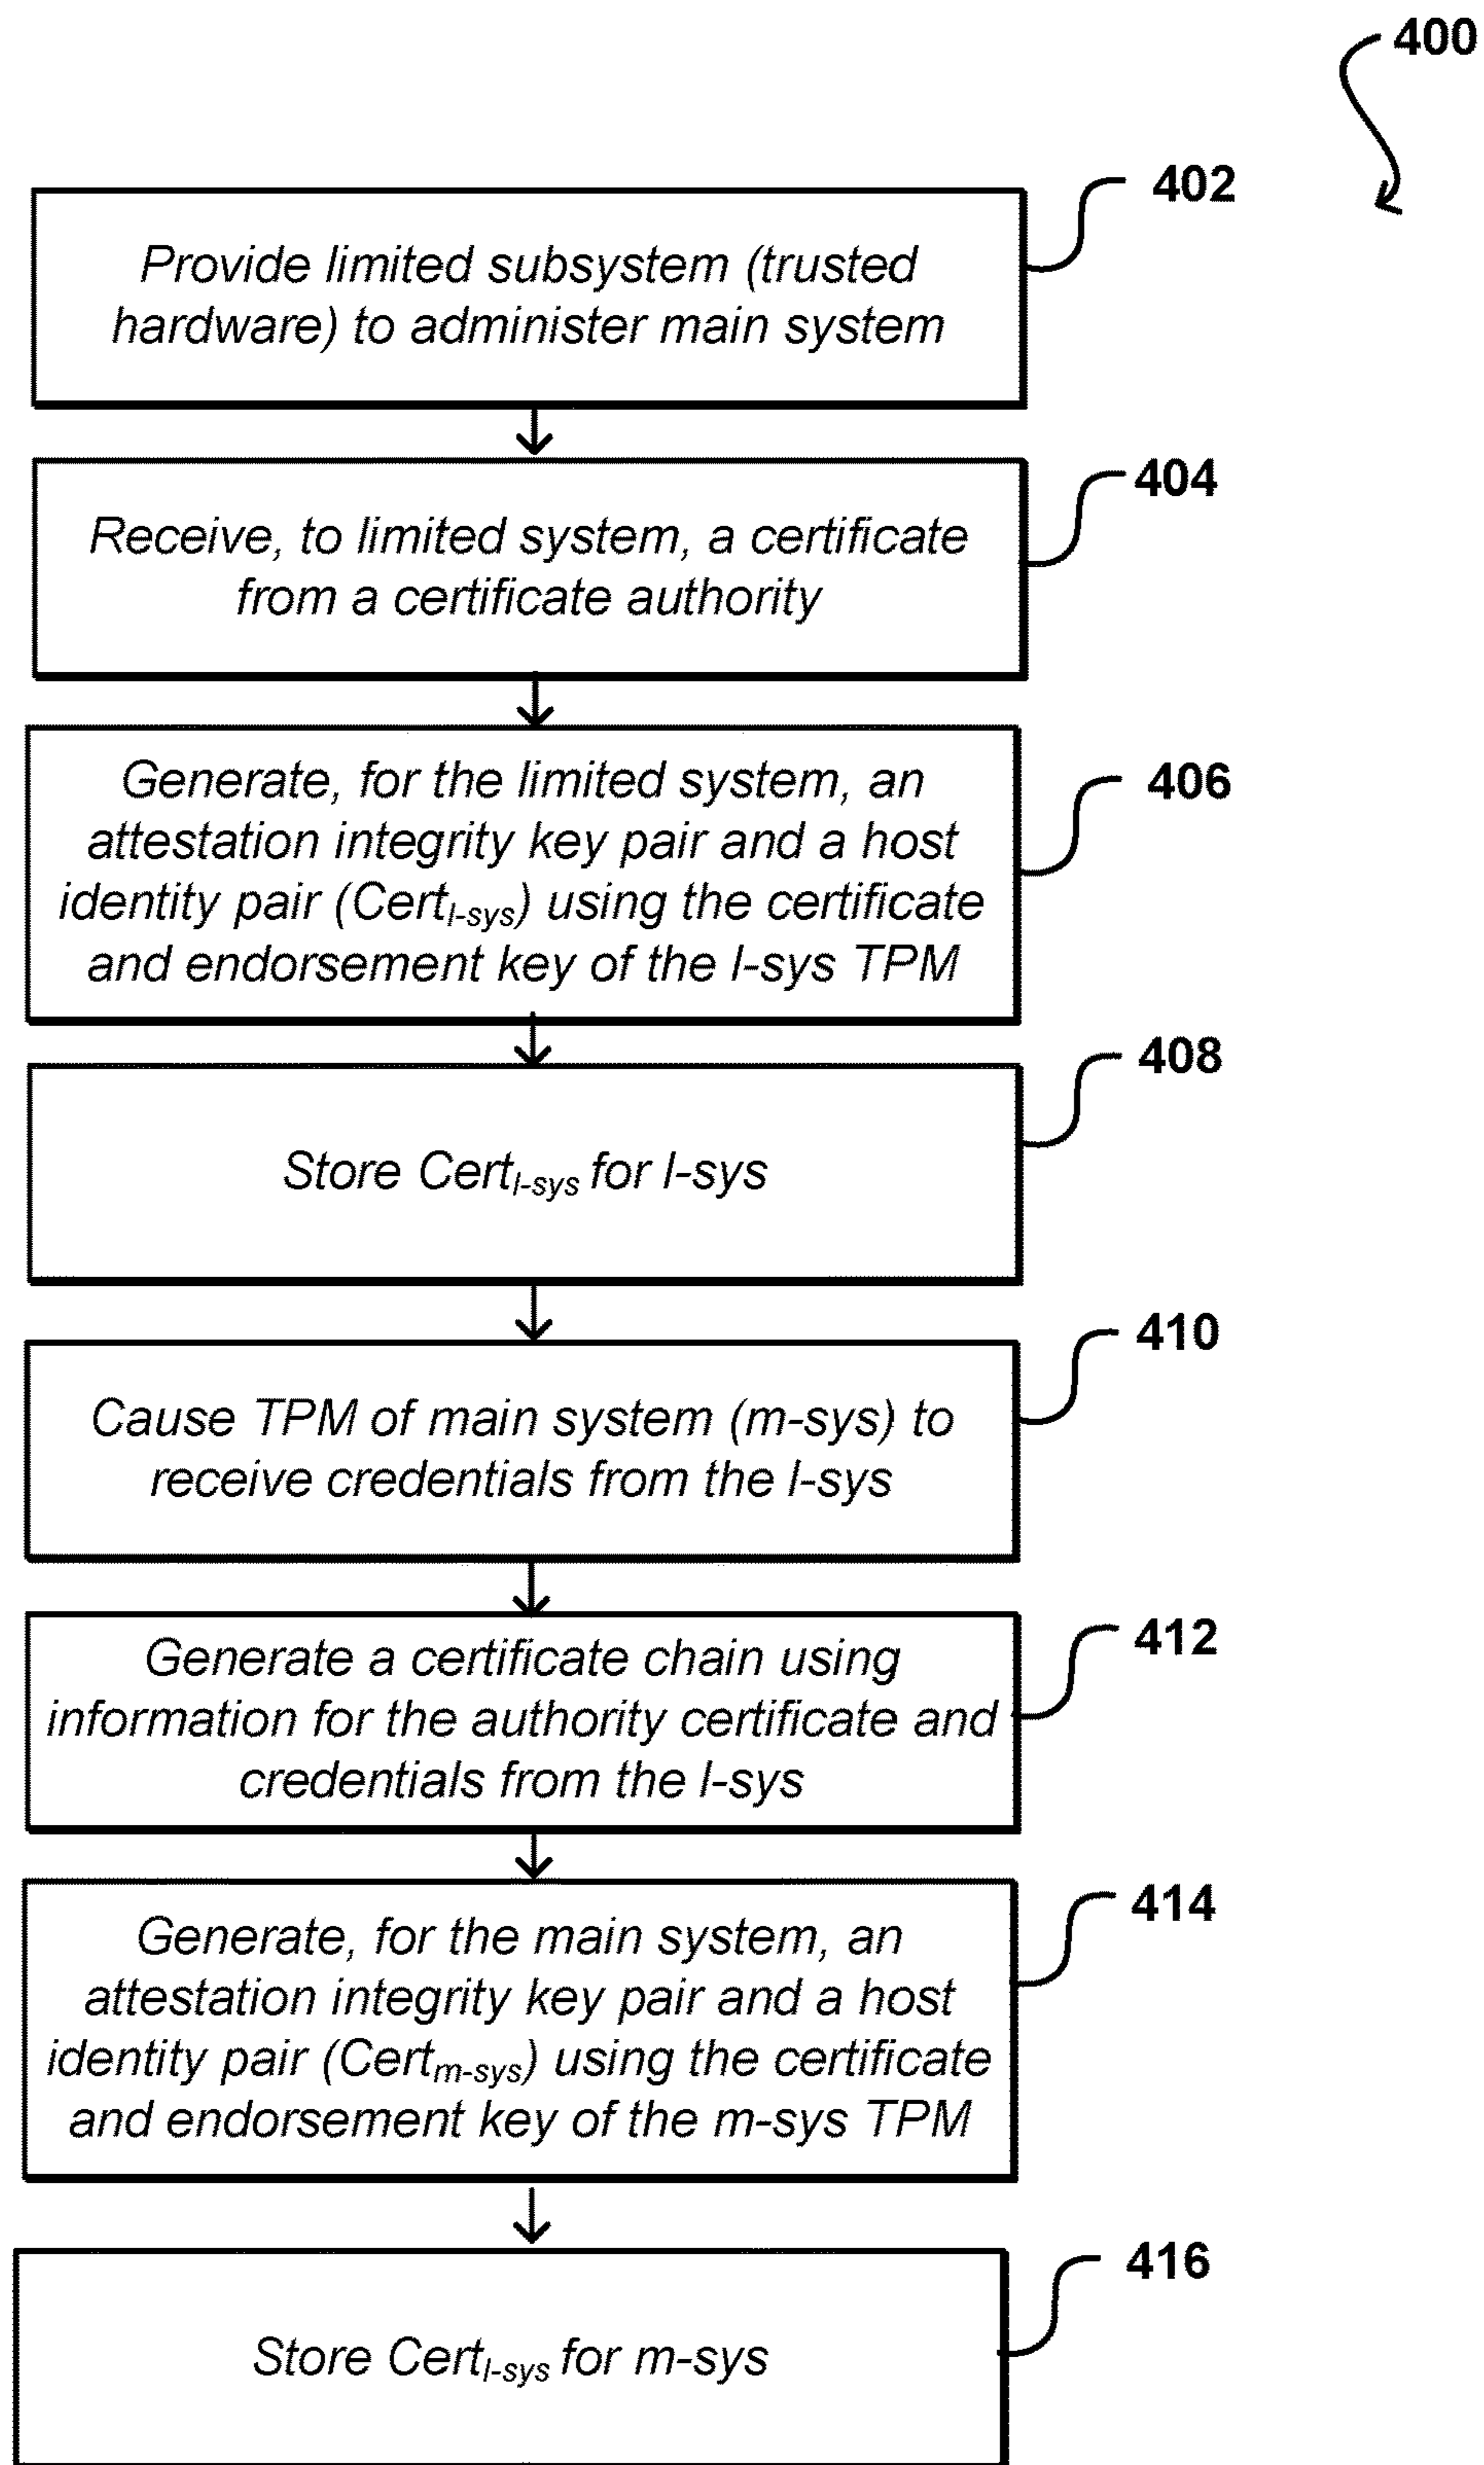 400
402
Provide limited subsystem (trusted
hardware) to administer main system
404
Receive, to limited system, a certificate
from a certificate authority
406
Generate, for the limited system, an
attestation integrity key pair and a host
identity pair (Certl-sys) using the certificate
and endorsement key of the l-sys TPM
408
Store Certl-sys for l-sys
410
Cause TPM of main system (m-sys) to
receive credentials from the l-sys
412
Generate a certificate chain using
information for the authority certificate and
credentials from the l-sys
414
Generate, for the main system, an
attestation integrity key pair and a host
identity pair (Certm-sys) using the certificate
and endorsement key of the m-sys TPM
416
Store Certl-sys for m-sys